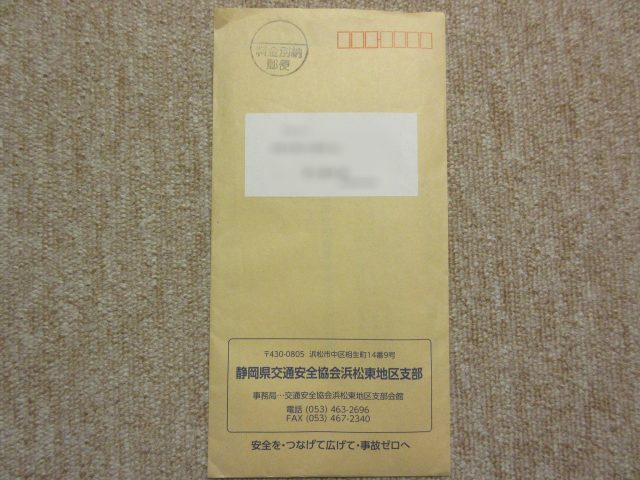 料金別納
郵便
〒430-0805 浜松市中区相生町14番9号
静岡県交通安全協会浜松東地区支部
事務局…交通安全協会浜松東地区支部会館
電話 (053) 463-2696
FAX (053) 467-2340
安全を・つなげて広げて・事故ゼロへ